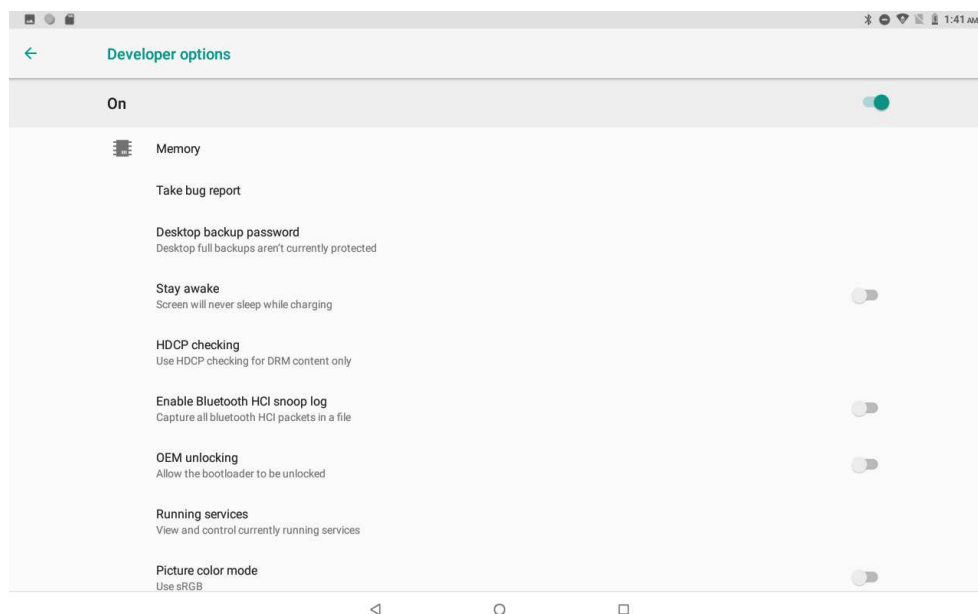 1:41 AM
Developer options
On
Memory
Take bug report
Desktop backup password
Desktop full backups aren't currently protected
Stay awake
Screen will never sleep while charging
HDCP checking
Use HDCP checking for DRM content only
Enable Bluetooth HCI snoop log
Capture all bluetooth HCI packets in a file
OEM unlocking
Allow the bootloader to be unlocked
Running services
View and control currently running services
Picture color mode
Use sRGB